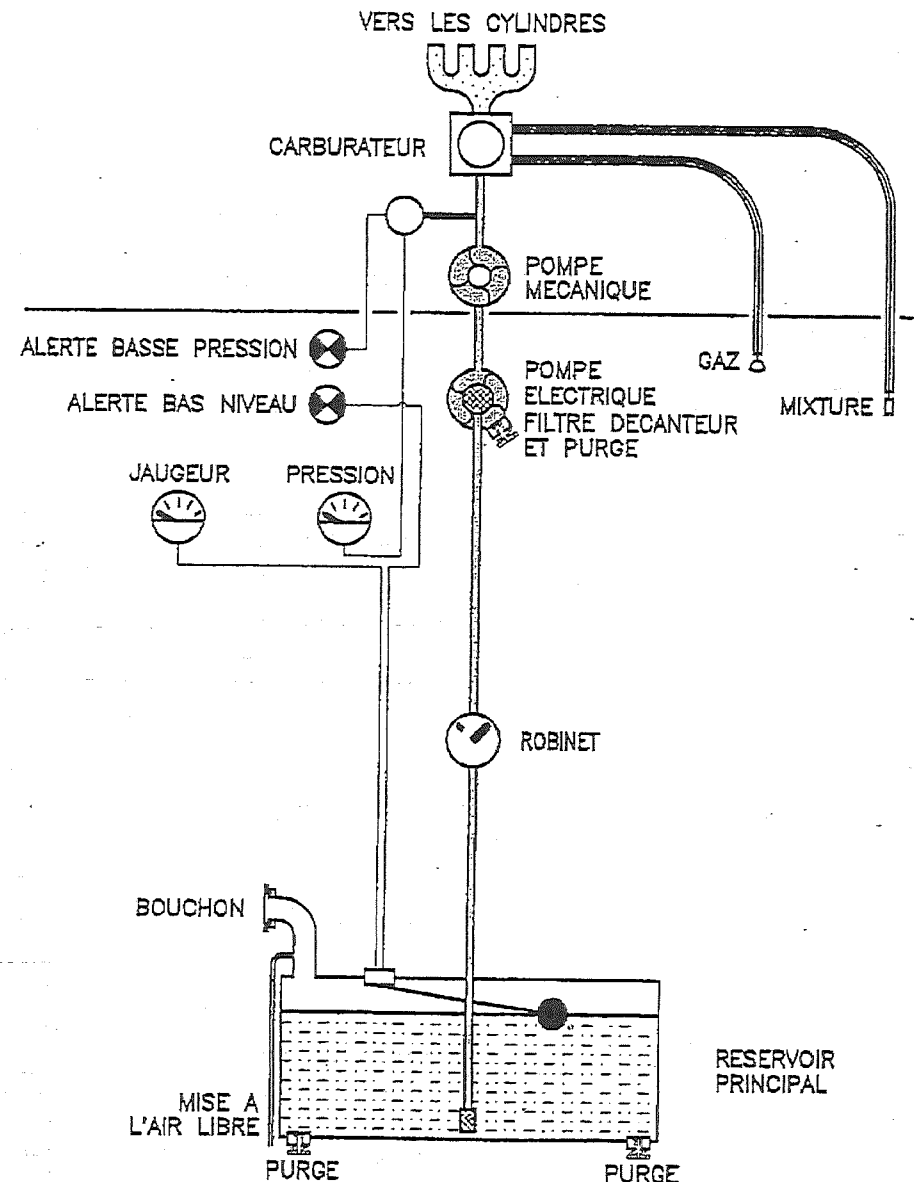 VERS LES CYLINDRES
CARBURATEUR
POMPE
MECANIQUE
ALERTE BASSE PRESSION
GAZ
POMPE
ELECTRIQUE
FILTRE DECANTEUR
ET PURGE
ALERTE BAS NIVEAU
MIXTURE
JAUGEUR
PRESSION
ROBINET
BOUCHON
RESERVOIR
PRINCIPAL
MISE A
L'AIR LIBRE
PURGE
PURGE